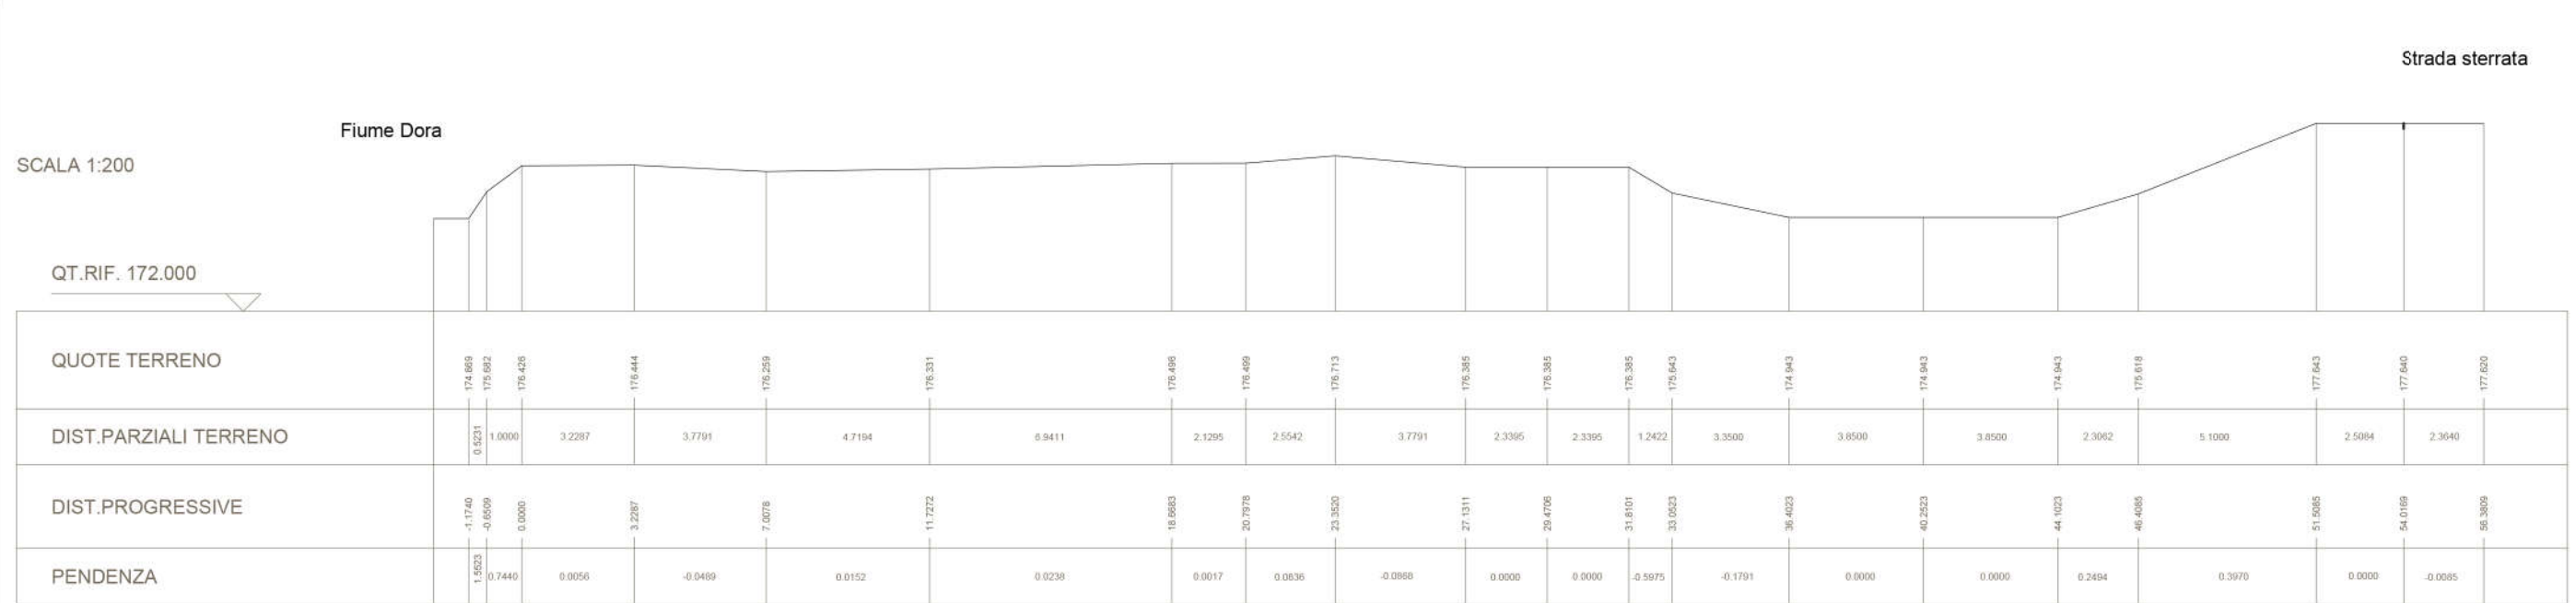 Strada sterrata
Fiume Dora
SCALA 1:200
QT.RIF. 172.000
QUOTE TERRENO 174.869 175.682 176.426 176.444 176.259 176.331 176.496 176.499 176.713 176.385 176.385 176.385 175.643 174.943 174.943 174.943 175.618 177.643 177.640 177.620
DIST.PARZIALI TERRENO 0.5231 1.0000 3.2287 3.7791 4.7194 6.9411 2.1295 2.5542 3.7791 2.3395 2.3395 1.2422 3.3500 3.8500 3.8500 2.3062 5.1000 2.5084 2.3640
DIST.PROGRESSIVE -1.1740 -0.6509 0.0000 3.2287 7.0078 11.7272 18.6683 20.7978 23.3520 27.1311 29.4706 31.8101 33.0523 36.4023 40.2523 44.1023 46.4085 51.5085 54.0169 56.3809
PENDENZA 1.5623 0.7440 0.0056 -0.0489 0.0152 0.0238 0.0017 0.0836 -0.0868 0.0000 0.0000 -0.5975 -0.1791 0.0000 0.0000 0.2494 0.3970 0.0000 -0.0085